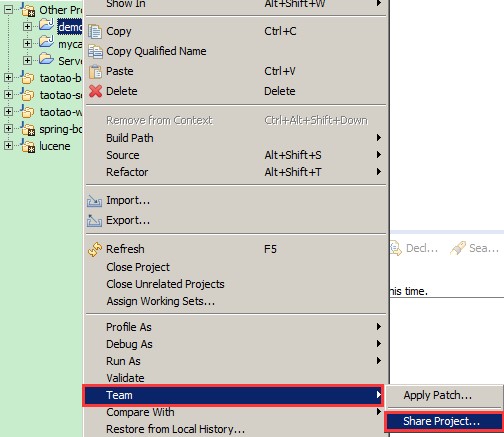 Other Pro
dem
myca
Serve
taotao-b
taotao-s
taotao-w
spring-bo
lucene
Show In Alt+Shift+W
Copy Ctrl+C
Copy Qualified Name
Paste Ctrl+V
Delete Delete
Remove from Context Ctrl+Alt+Shift+Down
Build Path
Source Alt+Shift+S
Refactor Alt+Shift+T
Import...
Export...
Refresh F5
Close Project
Close Unrelated Projects
Assign Working Sets...
Profile As
Debug As
Run As
Validate
Team
Compare With
Restore from Local History...
Decl... Sea...
his time.
Apply Patch...
Share Project...